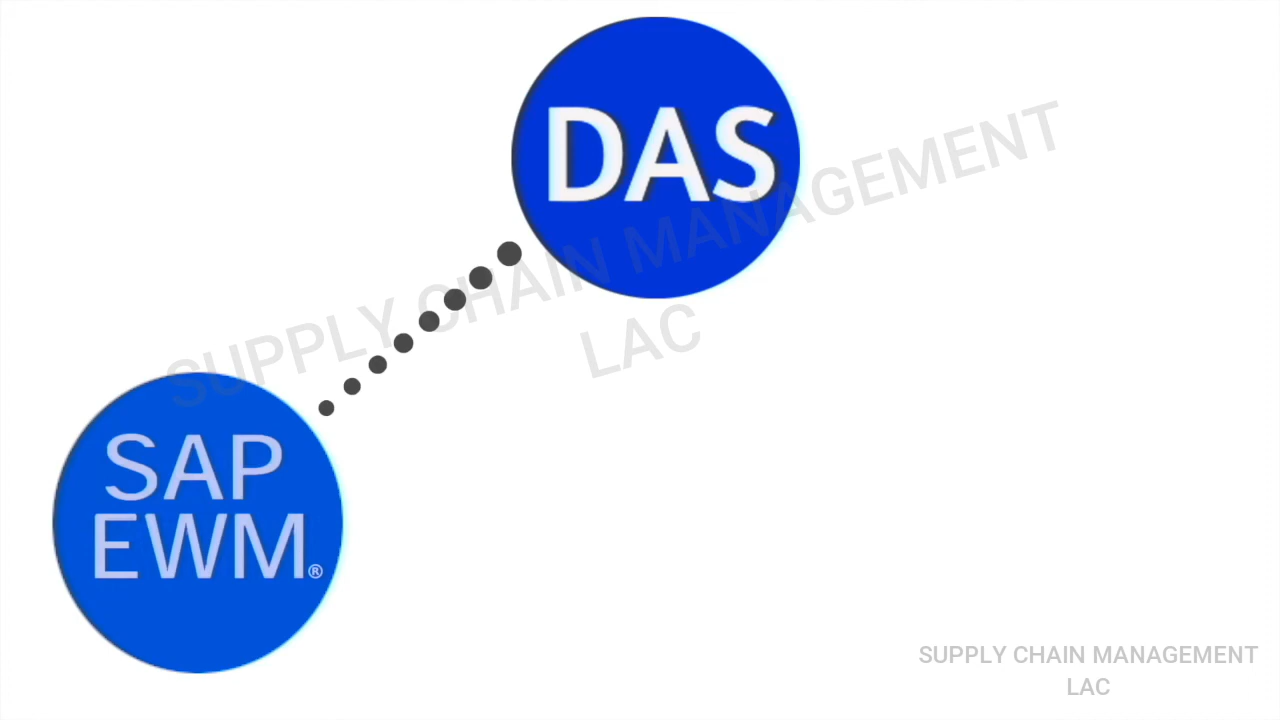 DAS
SUPPLY CHAIN MANAGEMENT
LAC
SAP
EWM®
SUPPLY CHAIN MANAGEMENT
LAC